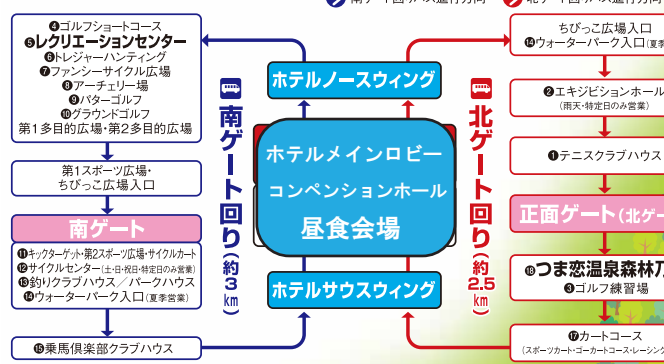 ④ゴルフショートコース
⑤レクリエーションセンター
⑥トレジャーハンティング
⑦ファンシーサイクル広場
⑧アーチェリー場
⑨パターゴルフ
⑩グラウンドゴルフ
第1多目的広場・第2多目的広場
第1スポーツ広場・
ちびっこ広場入口
南ゲート
⑪キックターゲット・第2スポーツ広場・サイクルカート
⑫サイクルセンター(土・日・祝日・特定日のみ営業)
⑬釣りクラブハウス/パークハウス
⑭ウォーターパーク入口(夏季営業)
⑮乗馬倶楽部クラブハウス
南ゲート回り(約3km)
ホテルノースウィング
ホテルメインロビー
コンペンションホール
昼食会場
ホテルサウスウィング
北ゲート回り(約2.5km)
ちびっこ広場入口
⑭ウォーターパーク入口(夏季
②エキジビションホール
(雨天・特定日のみ営業)
①テニスクラブハウス
正面ゲート(北ゲー
⑱つま恋温泉森林乃
③ゴルフ練習場
⑰カートコース
(スポーツカート・ゴーカートコース・レーシング